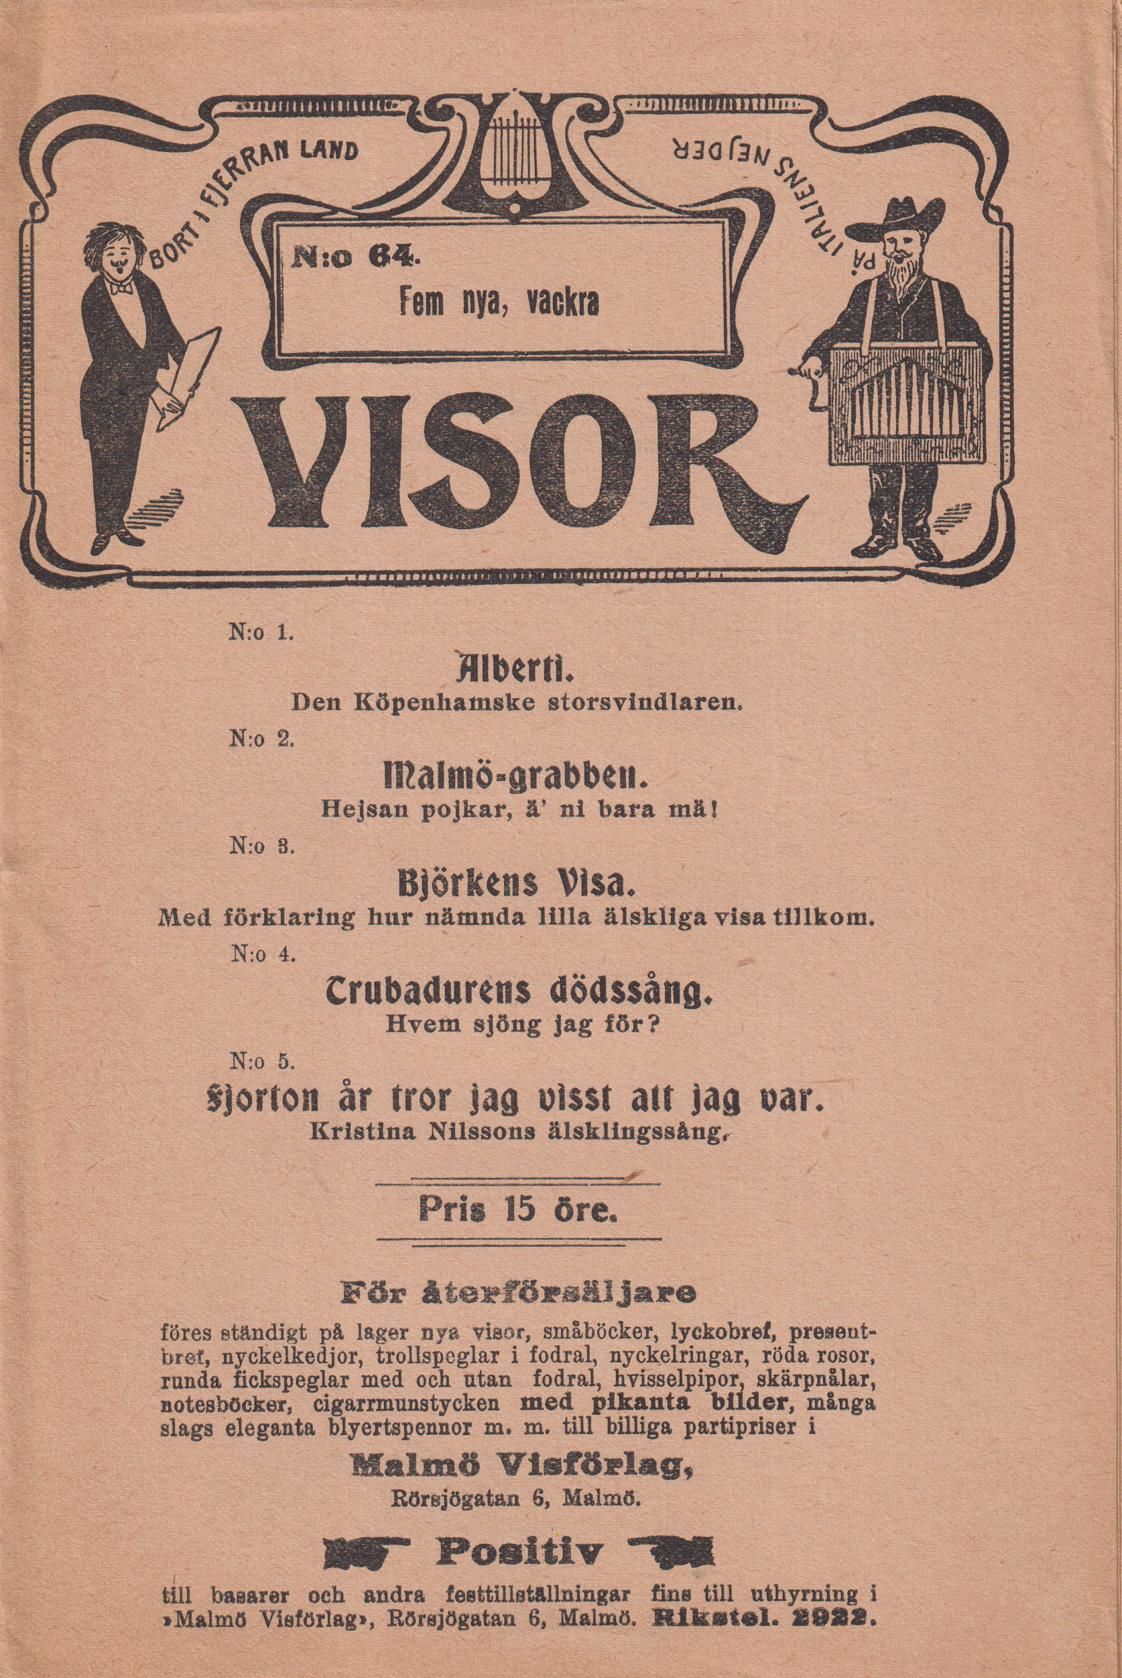 BORT I FJERRAN LAND
PÅ ITALIENS NEJDER
N:o 64.
Fem nya, vackra
VISOR
N:o 1.
Alberti.
Den Köpenhamske storsvindlaren.
N:o 2.
Malmö-grabben.
Hejsan pojkar, ä' ni bara mä!
N:o 3.
Björkens Visa.
Med förklaring hur nämnda lilla älskliga visa tillkom.
N:o 4.
Trubadurens dödssång.
Hvem sjöng jag för?
N:o 5.
Fjorton år tror jag visst att jag var.
Kristina Nilssons älsklingssång.
Pris 15 öre.
För återförsäljare
föres ständigt på lager nya visor, småböcker, lyckobref, present-
bref, nyckelkedjor, trollspeglar i fodral, nyckelringar, röda rosor,
runda fickspeglar med och utan fodral, hvisselpipor, skärpnålar,
notesböcker, cigarrmunstycken med pikanta bilder, många
slags eleganta blyertspennor m. m. till billiga partipriser i
Malmö Visförlag,
Rörsjögatan 6, Malmö.
Positiv
till basarer och andra festtillställningar fins till uthyrning i
»Malmö Visförlag», Rörsjögatan 6, Malmö. Rikstel. 2922.